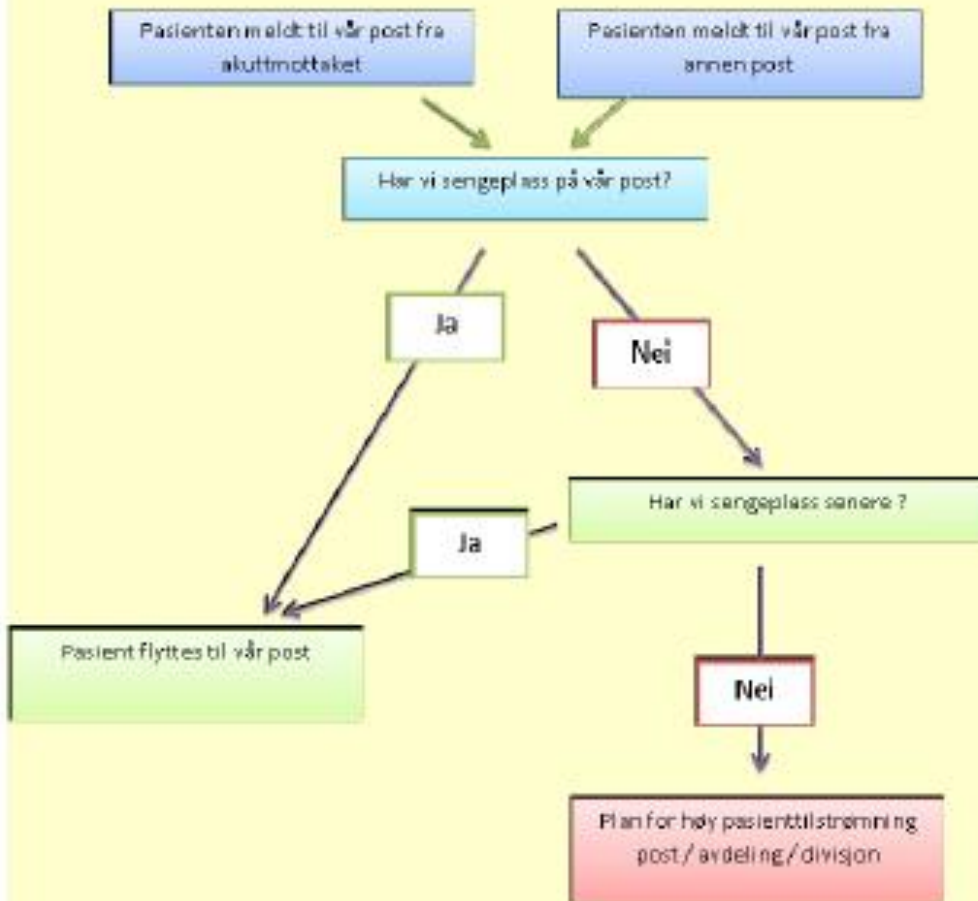 Pasienten meldt til vår post fra
akuttmottaket
Pasienten meldt til vår post fra
annen post
Har vi sengeplass på vår post?
Ja
Nei
Har vi sengeplass senere ?
Ja
Pasient flyttes til vår post
Nei
Plan for høy pasienttilstrømning
post / avdeling / divisjon